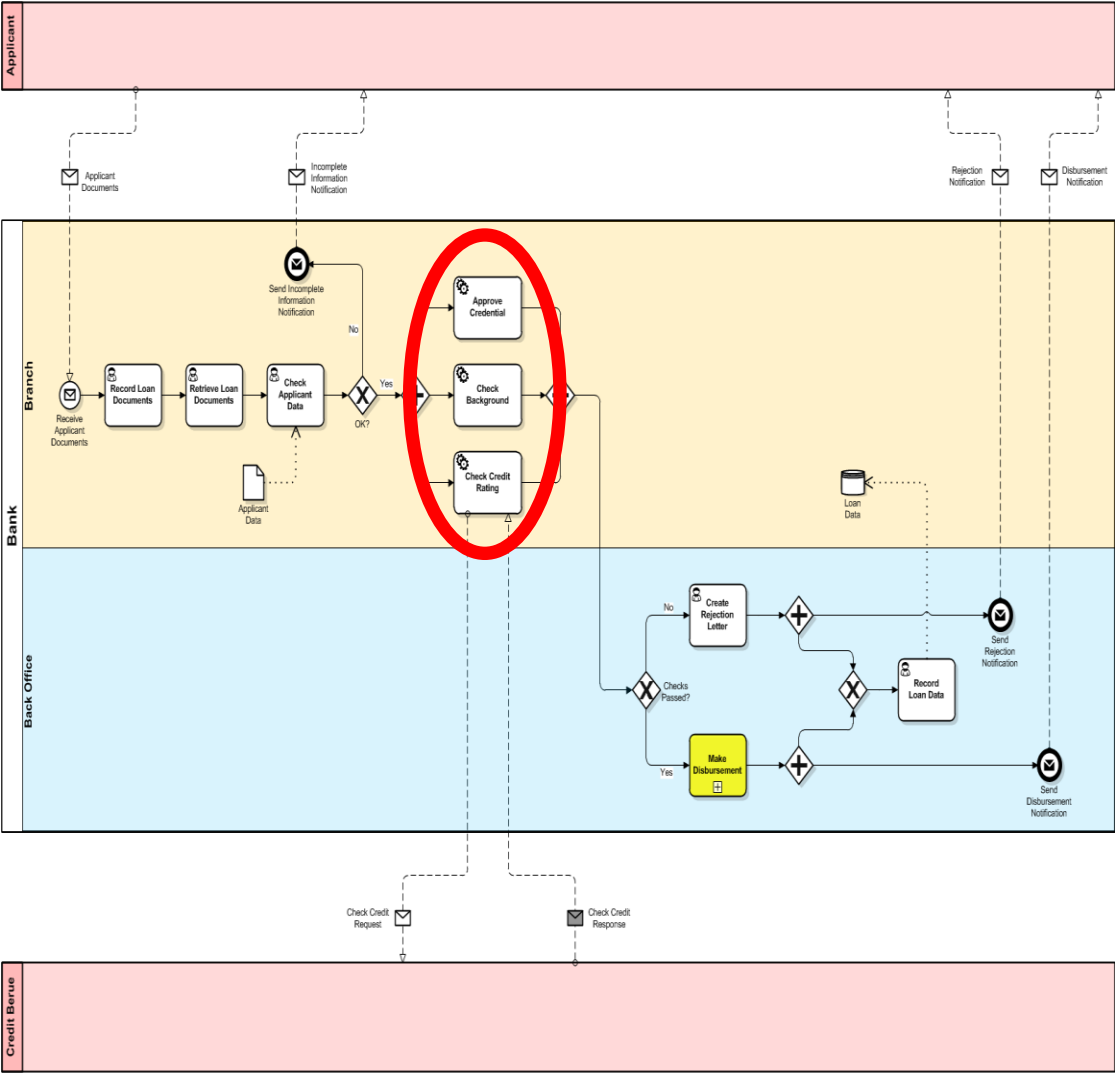 Applicant
Applicant
Documents
Incomplete
Information
Notification
Rejection
Notification
Disbursement
Notification
Bank
Branch
Send Incomplete
Information
Notification
No
Approve
Credential
Receive
Applicant
Documents
Record Loan
Documents
Retrieve Loan
Documents
Check
Applicant
Data
X
OK?
Yes
Check
Background
Check Credit
Rating
Applicant
Data
Loan
Data
Back Office
No
Create
Rejection
Letter
Send
Rejection
Notification
X
Checks
Passed?
X
Record
Loan Data
Yes
Make
Disbursement
Send
Disbursement
Notification
Check Credit
Request
Check Credit
Response
Credit Berue